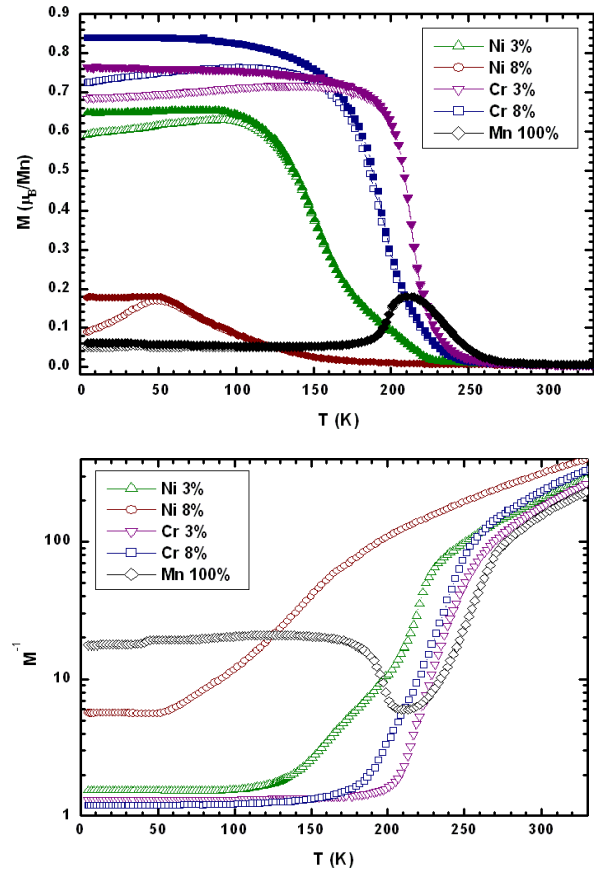 0.9
0.8
0.7
0.6
0.5
0.4
0.3
0.2
0.1
0.0
M (μB/Mn)
Ni 3%
Ni 8%
Cr 3%
Cr 8%
Mn 100%
0 50 100 150 200 250 300
T (K)
100
10
1
M-1
Ni 3%
Ni 8%
Cr 3%
Cr 8%
Mn 100%
0 50 100 150 200 250 300
T (K)